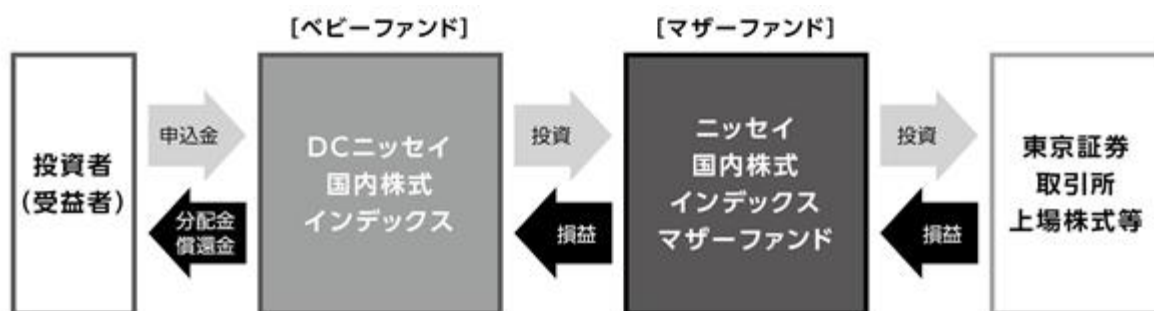 [ベビーファンド]
[マザーファンド]
投資者
(受益者)
申込金
分配金
償還金
DCニッセイ
国内株式
インデックス
投資
損益
ニッセイ
国内株式
インデックス
マザーファンド
投資
損益
東京証券
取引所
上場株式等